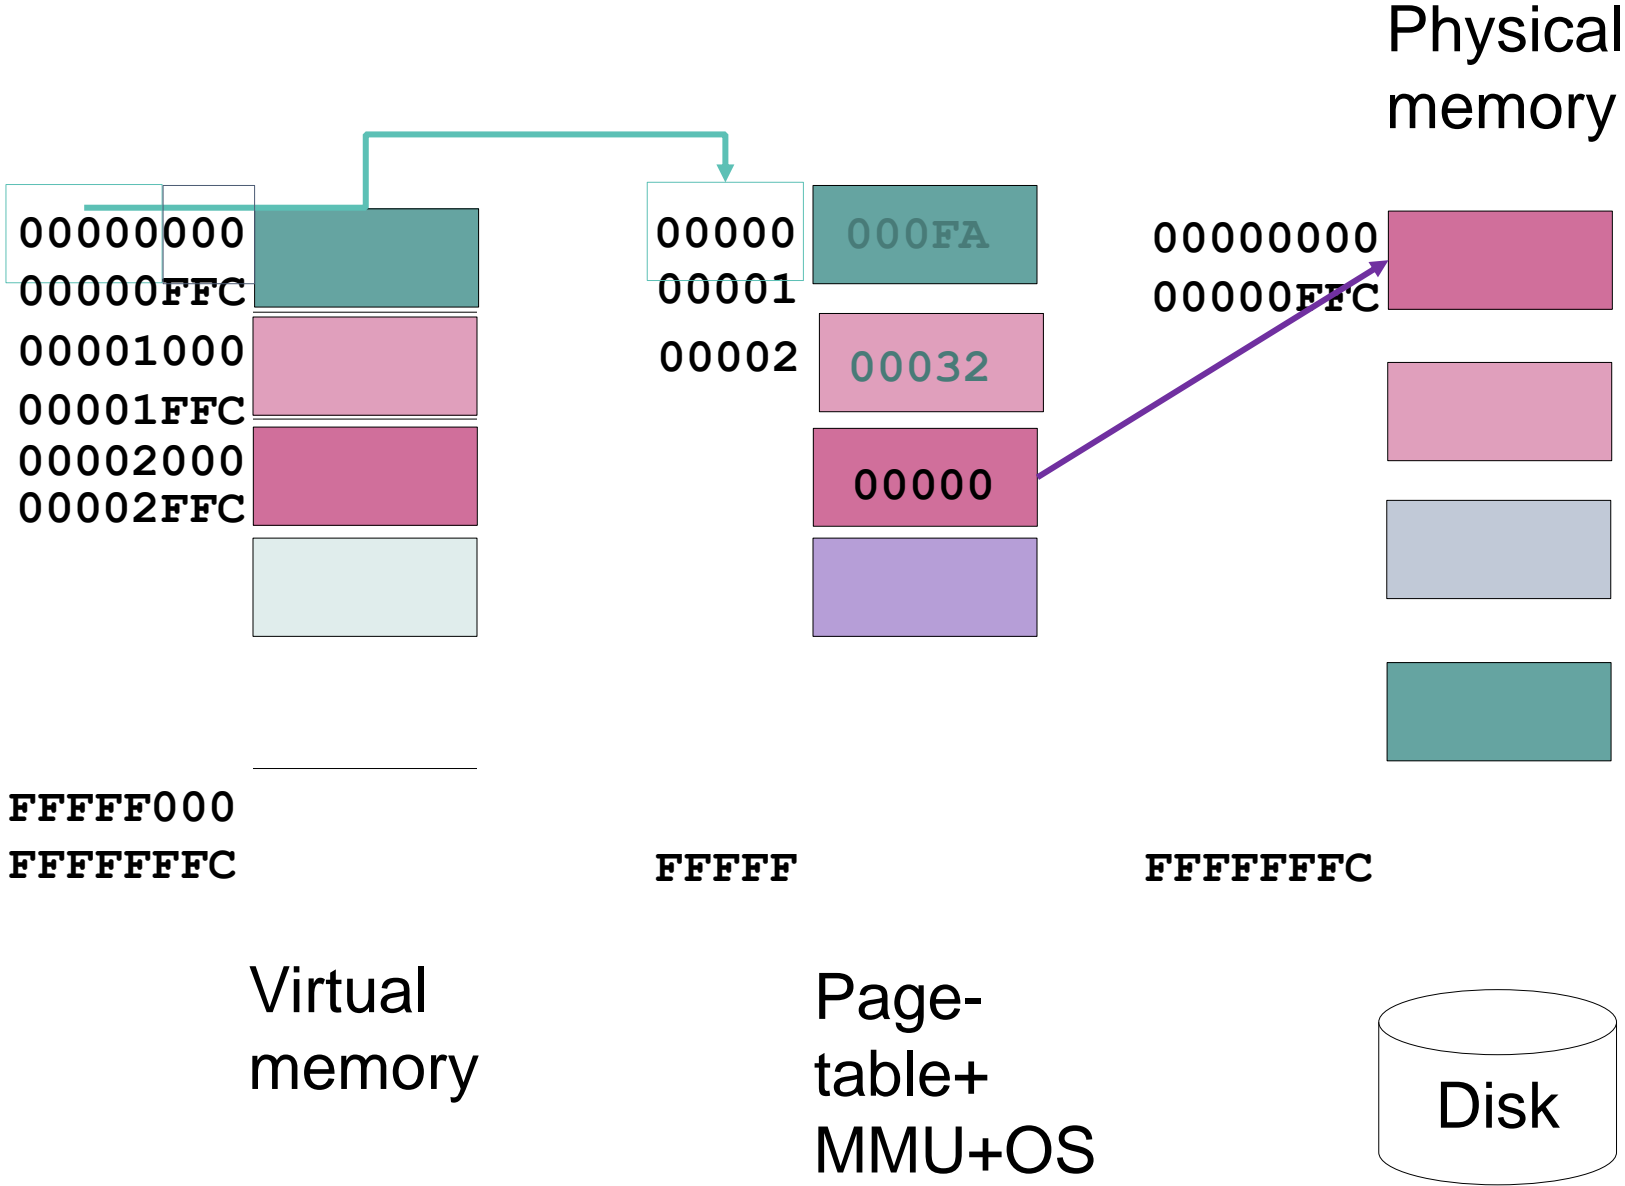 Physical
memory
00000000
00000FFC
00001000
00001FFC
00002000
00002FFC
FFFFF000
FFFFFFFC
Virtual
memory
00000
00001
00002
FFFFF
000FA
00032
00000
Page-
table+
MMU+OS
00000000
00000FFC
FFFFFFFC
Disk